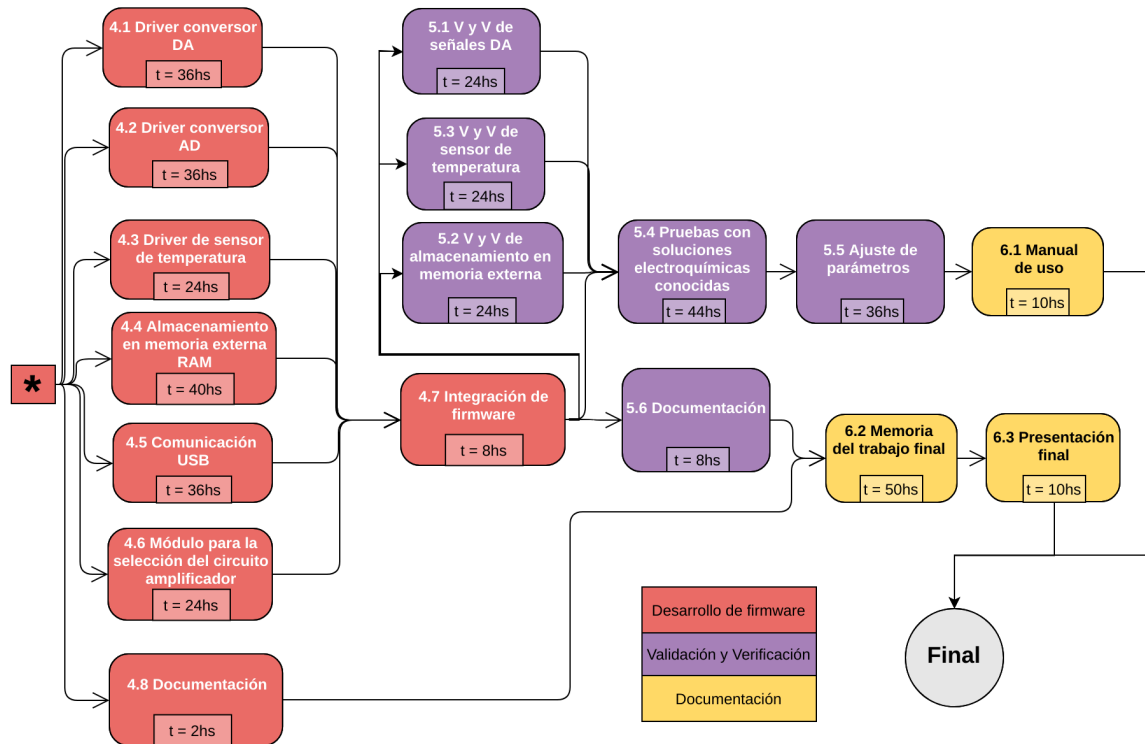 4.1 Driver conversor
DA
t = 36hs
4.2 Driver conversor
AD
t = 36hs
4.3 Driver de sensor
de temperatura
t = 24hs
4.4 Almacenamiento
en memoria externa
RAM
t = 40hs
*
4.5 Comunicación
USB
t = 36hs
4.6 Módulo para la
selección del circuito
amplificador
t = 24hs
4.8 Documentación
t = 2hs
4.7 Integración de
firmware
t = 8hs
5.1 V y V de
señales DA
t = 24hs
5.3 V y V de
sensor de
temperatura
t = 24hs
5.2 V y V de
almacenamiento en
memoria externa
t = 24hs
5.4 Pruebas con
soluciones
electroquímicas
conocidas
t = 44hs
5.5 Ajuste de
parámetros
t = 36hs
6.1 Manual
de uso
t = 10hs
5.6 Documentación
t = 8hs
6.2 Memoria
del trabajo final
t = 50hs
6.3 Presentación
final
t = 10hs
Desarrollo de firmware
Validación y Verificación
Documentación
Final